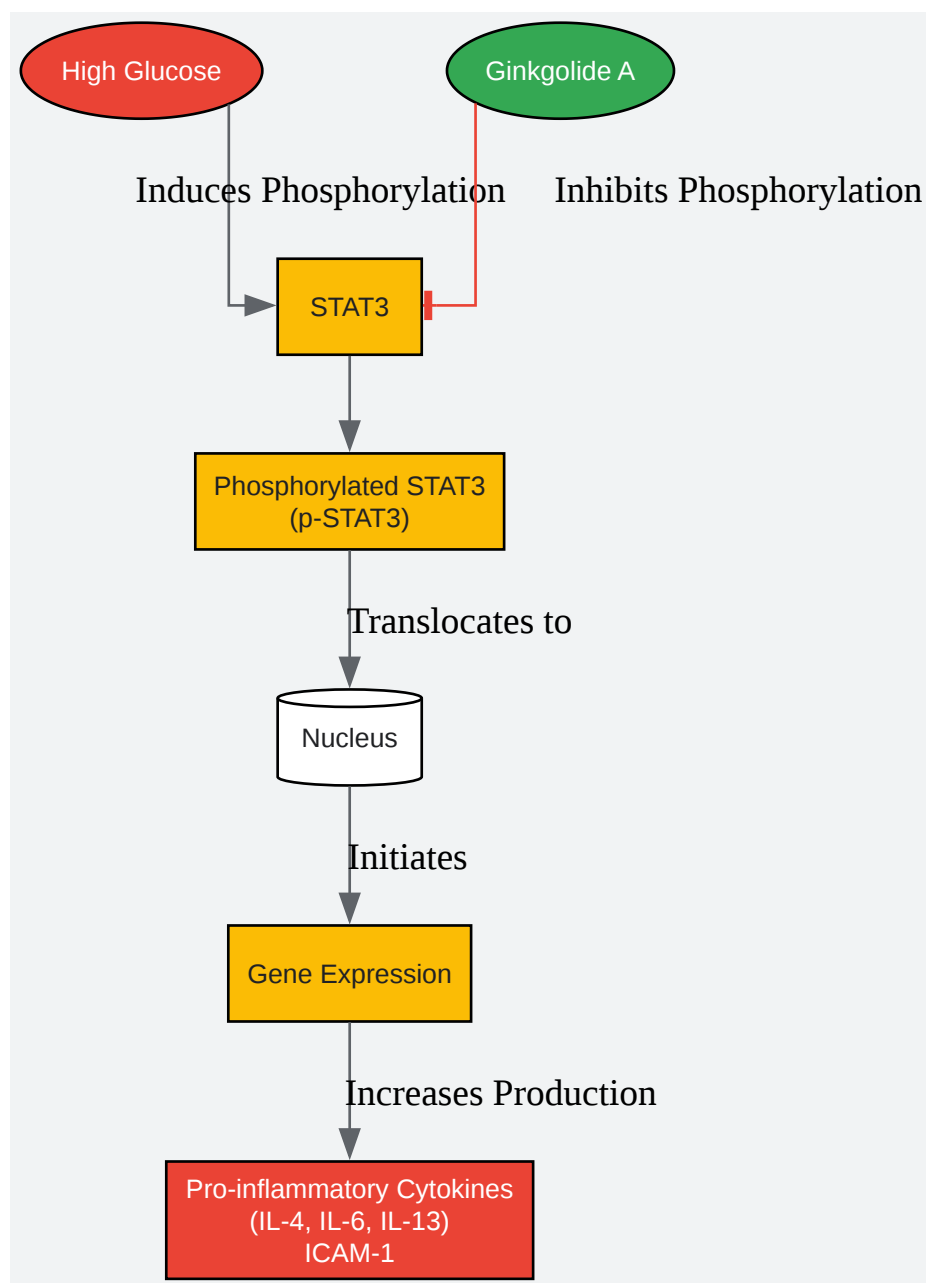 High Glucose
Ginkgolide A
Induces Phosphorylation
Inhibits Phosphorylation
STAT3
Phosphorylated STAT3
(p-STAT3)
Translocates to
Nucleus
Initiates
Gene Expression
Increases Production
Pro-inflammatory Cytokines
(IL-4, IL-6, IL-13)
ICAM-1